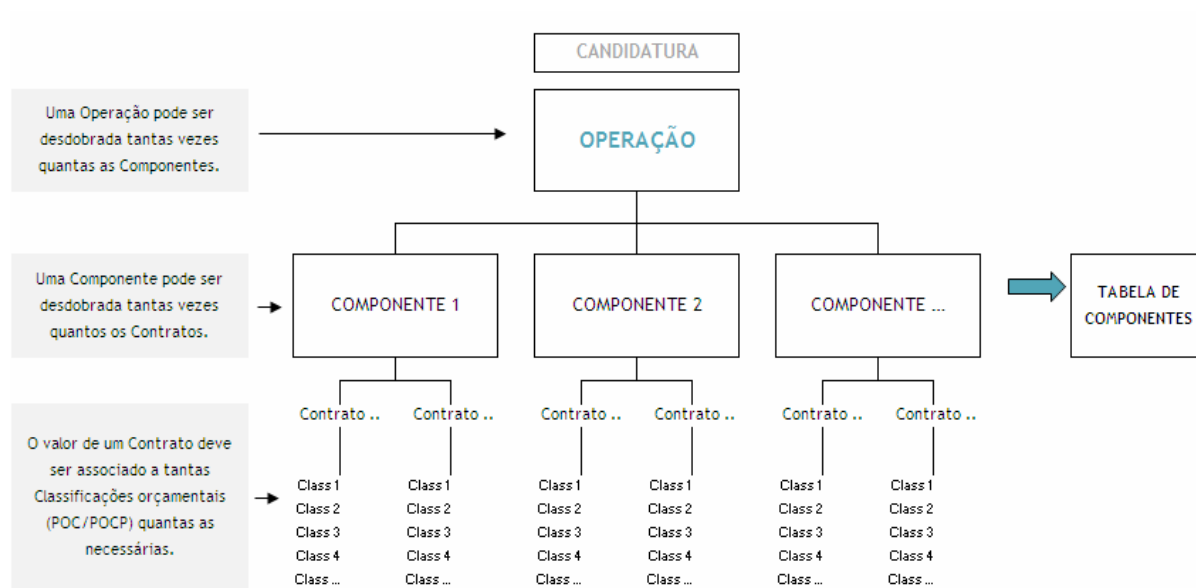 CANDIDATURA
Uma Operação pode ser
desdobrada tantas vezes
quantas as Componentes.
OPERAÇÃO
Uma Componente pode ser
desdobrada tantas vezes
quantos os Contratos.
COMPONENTE 1
COMPONENTE 2
COMPONENTE ...
TABELA DE
COMPONENTES
O valor de um Contrato deve
ser associado a tantas
Classificações orçamentais
(POC/POCP) quantas as
necessárias.
Contrato .. Contrato .. Contrato .. Contrato .. Contrato .. Contrato ..
Class 1 Class 1 Class 1 Class 1 Class 1 Class 1
Class 2 Class 2 Class 2 Class 2 Class 2 Class 2
Class 3 Class 3 Class 3 Class 3 Class 3 Class 3
Class 4 Class 4 Class 4 Class 4 Class 4 Class 4
Class ... Class ... Class ... Class ... Class ... Class ...